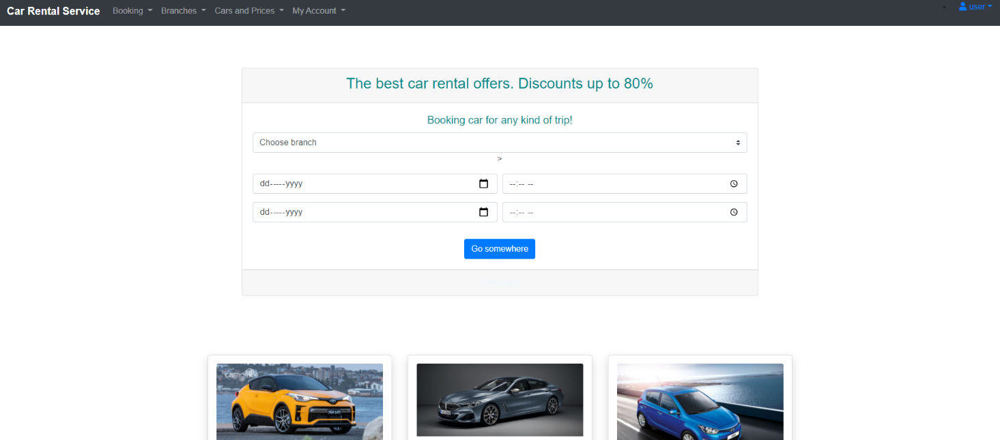 Car Rental Service Booking Branches Cars and Prices My Account user
The best car rental offers. Discounts up to 80%
Booking car for any kind of trip!
Choose branch
>
dd-----yyyy --:-- --
dd-----yyyy --:-- --
Go somewhere